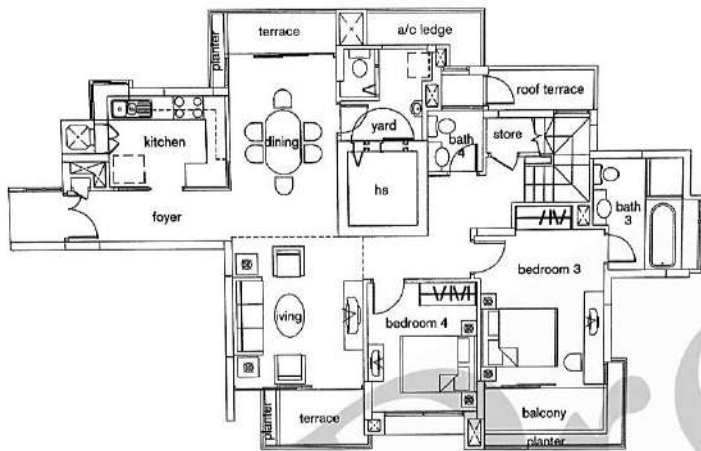 planter
terrace
a/c ledge
roof terrace
kitchen
dining
yard
bath
4
store
hs
foyer
bath
3
bedroom 3
living
bedroom 4
planter
terrace
balcony
planter